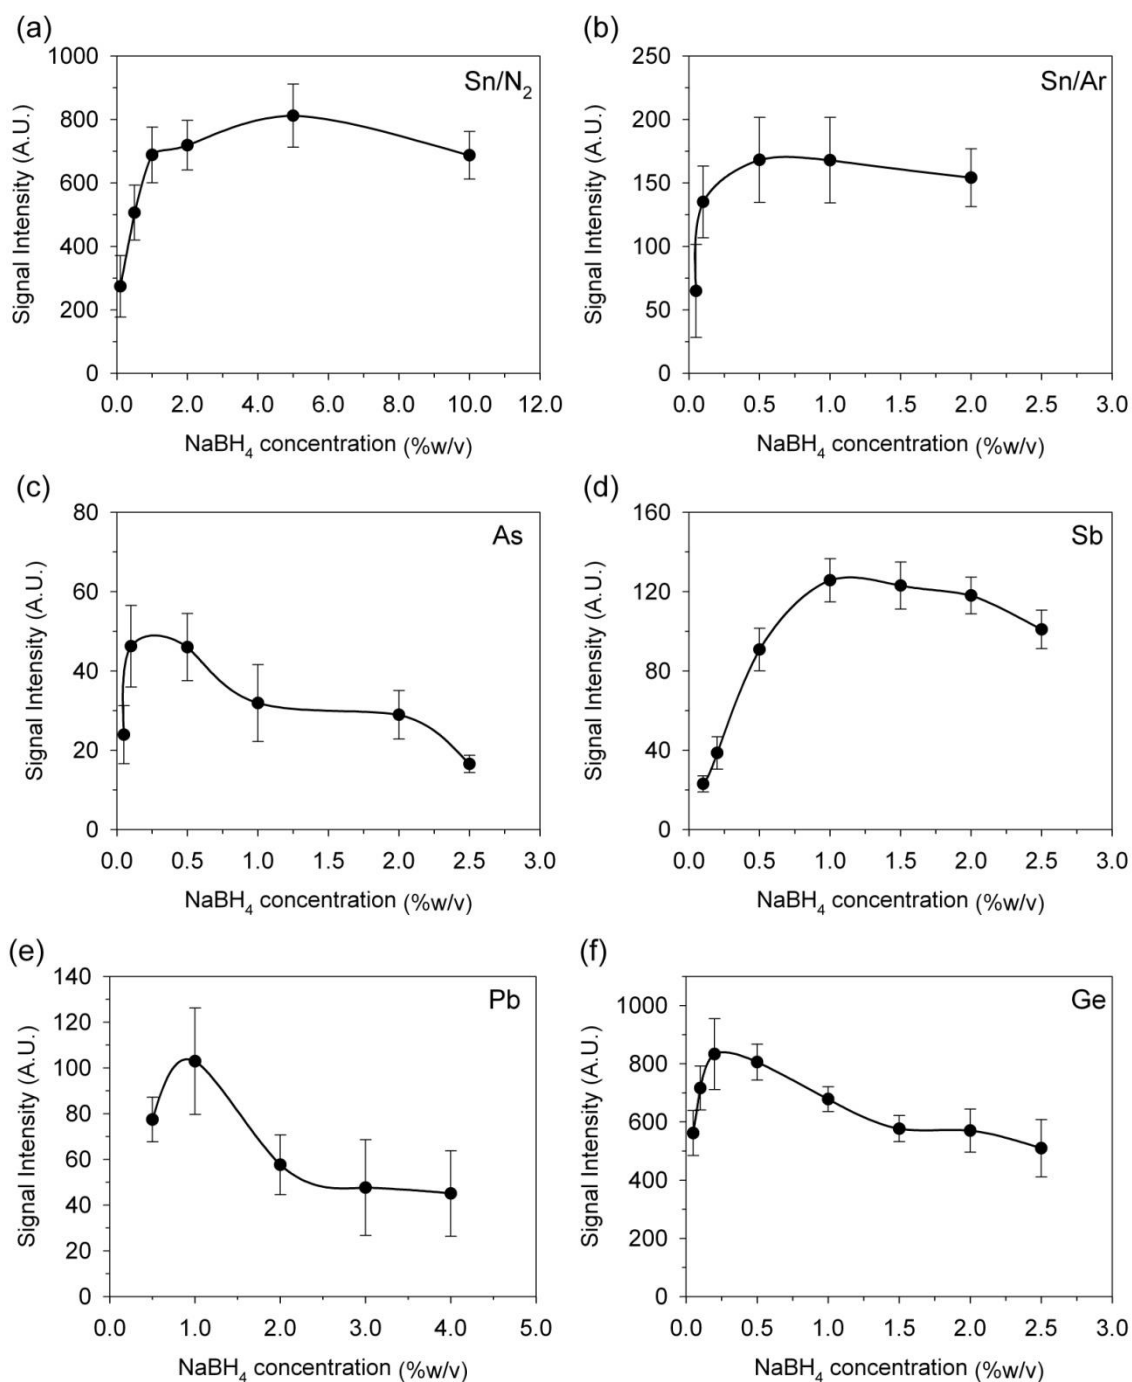 (a)
Sn/N2
Signal Intensity (A.U.)
1000
800
600
400
200
0
0.0 2.0 4.0 6.0 8.0 10.0 12.0
NaBH4 concentration (%w/v)
(b)
Sn/Ar
Signal Intensity (A.U.)
250
200
150
100
50
0
0.0 0.5 1.0 1.5 2.0 2.5 3.0
NaBH4 concentration (%w/v)
(c)
As
Signal Intensity (A.U.)
80
60
40
20
0
0.0 0.5 1.0 1.5 2.0 2.5 3.0
NaBH4 concentration (%w/v)
(d)
Sb
Signal Intensity (A.U.)
160
120
80
40
0
0.0 0.5 1.0 1.5 2.0 2.5 3.0
NaBH4 concentration (%w/v)
(e)
Pb
Signal Intensity (A.U.)
140
120
100
80
60
40
20
0
0.0 1.0 2.0 3.0 4.0 5.0
NaBH4 concentration (%w/v)
(f)
Ge
Signal Intensity (A.U.)
1000
800
600
400
200
0
0.0 0.5 1.0 1.5 2.0 2.5 3.0
NaBH4 concentration (%w/v)